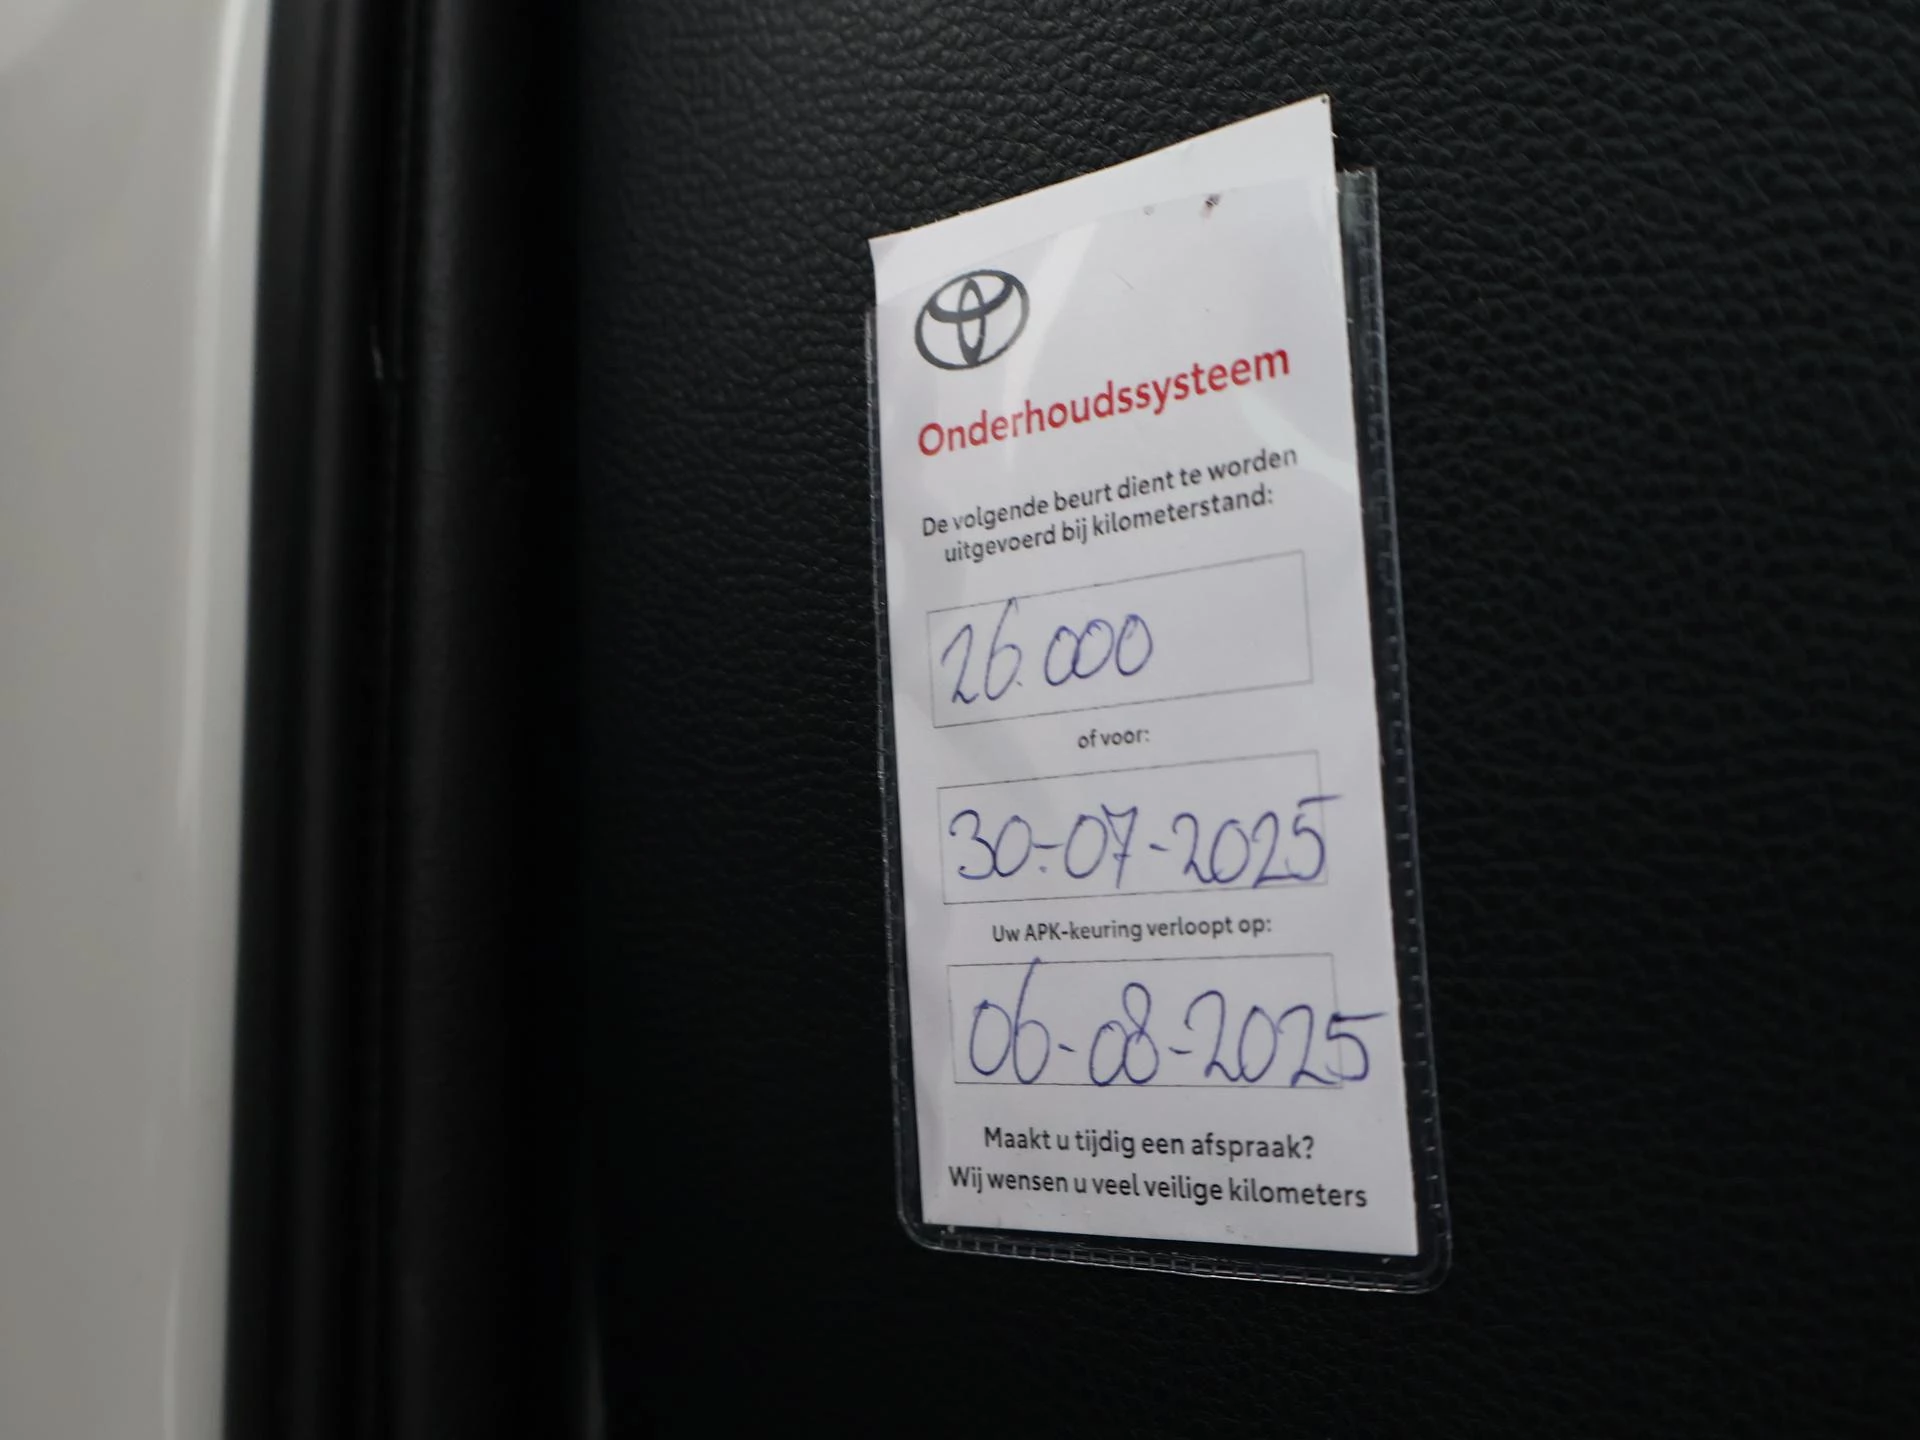 Onderhoudssysteem
De volgende beurt dient te worden
uitgevoerd bij kilometerstand:
26.000
of voor:
30-07-2025
Uw APK-keuring verloopt op:
06-08-2025
Maakt u tijdig een afspraak?
Wij wensen u veel veilige kilometers